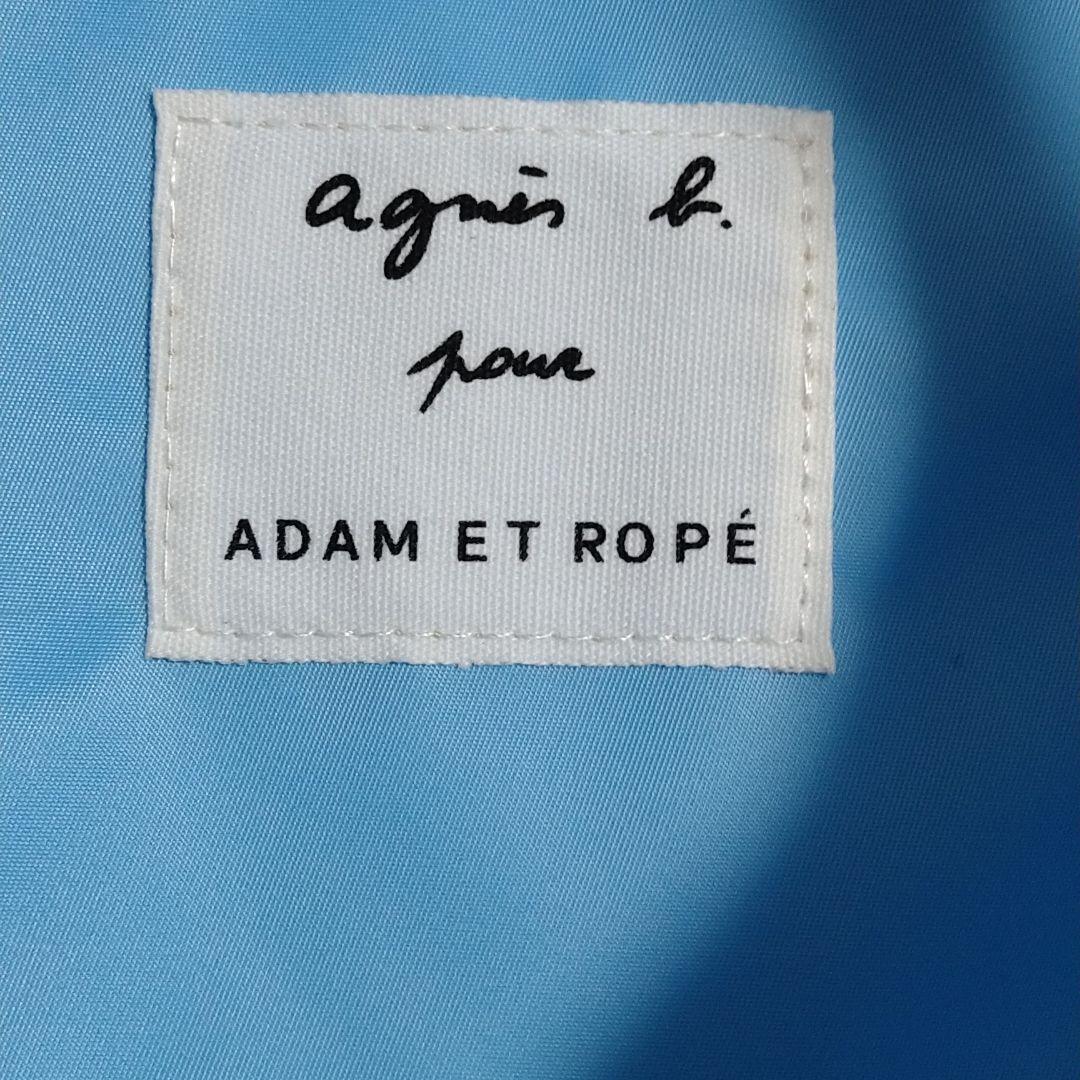 agnès b.
pour
ADAM ET ROPÉ